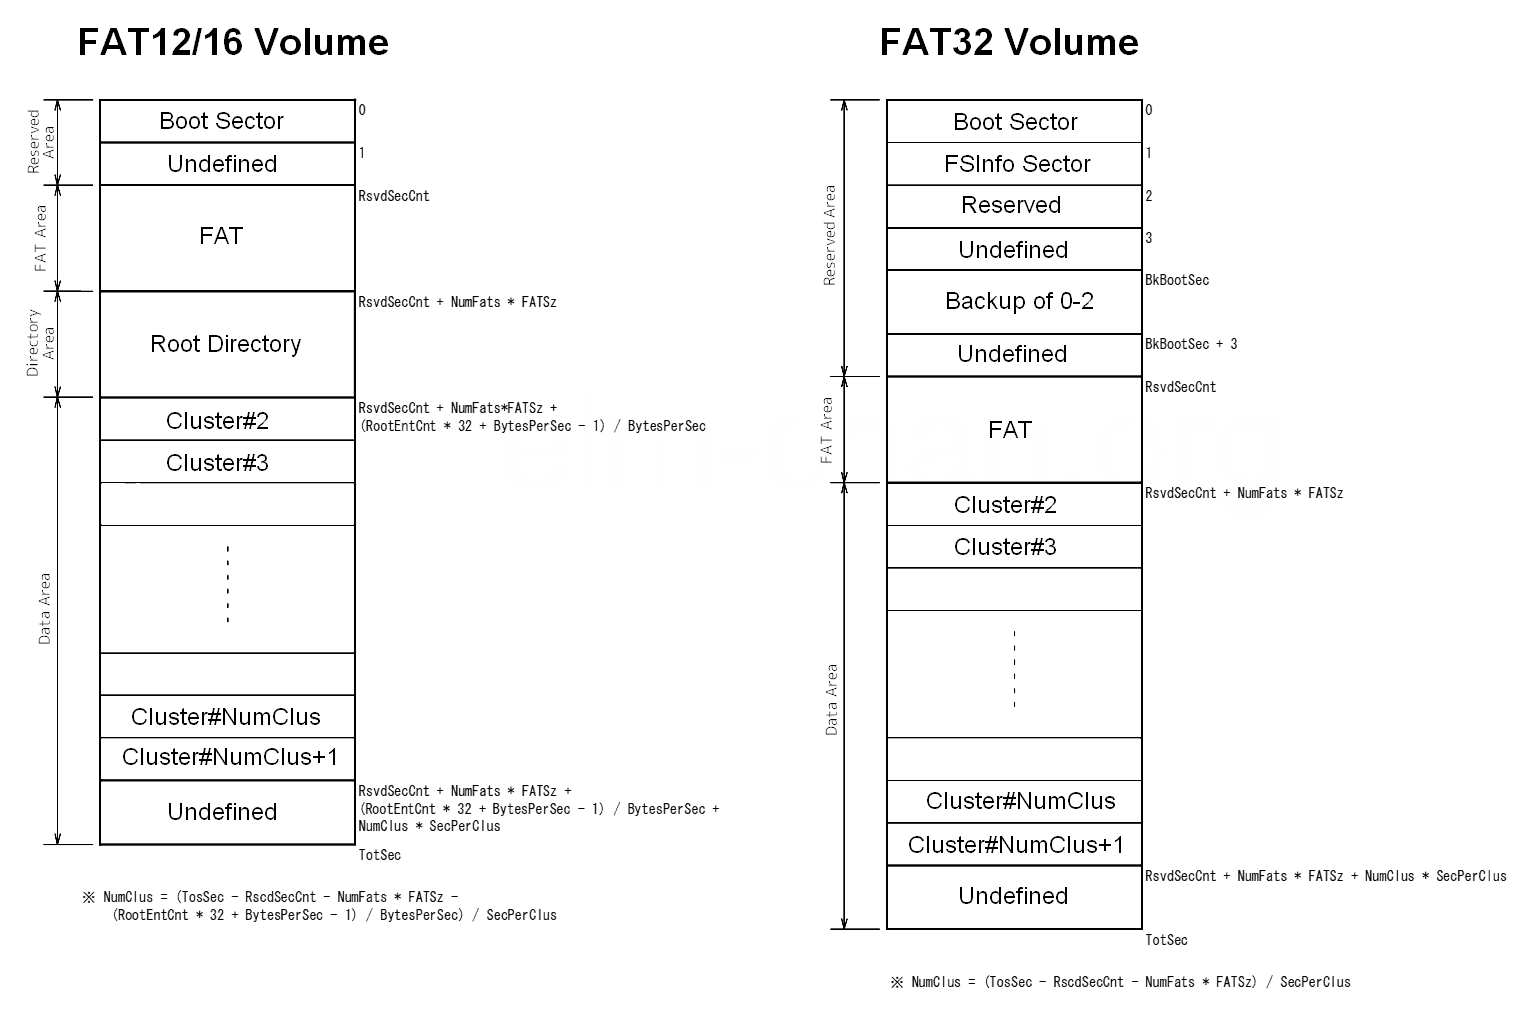 FAT12/16 Volume
Reserved
Area
Boot Sector
0
Undefined
1
FAT Area
FAT
RsvdSecCnt
Directory
Area
Root Directory
RsvdSecCnt + NumFats * FATSz
Data Area
Cluster#2
RsvdSecCnt + NumFats*FATSz +
(RootEntCnt * 32 + BytesPerSec - 1) / BytesPerSec
Cluster#3
Cluster#NumClus
Cluster#NumClus+1
Undefined
RsvdSecCnt + NumFats * FATSz +
(RootEntCnt * 32 + BytesPerSec - 1) / BytesPerSec +
NumClus * SecPerClus
TotSec
※ NumClus = (TosSec - RscdSecCnt - NumFats * FATSz -
(RootEntCnt * 32 + BytesPerSec - 1) / BytesPerSec) / SecPerClus
FAT32 Volume
Reserved Area
Boot Sector
0
FSInfo Sector
1
Reserved
2
Undefined
3
Backup of 0-2
BkBootSec
Undefined
BkBootSec + 3
FAT Area
FAT
RsvdSecCnt
Data Area
Cluster#2
RsvdSecCnt + NumFats * FATSz
Cluster#3
Cluster#NumClus
Cluster#NumClus+1
Undefined
RsvdSecCnt + NumFats * FATSz + NumClus * SecPerClus
TotSec
※ NumClus = (TosSec - RscdSecCnt - NumFats * FATSz) / SecPerClus